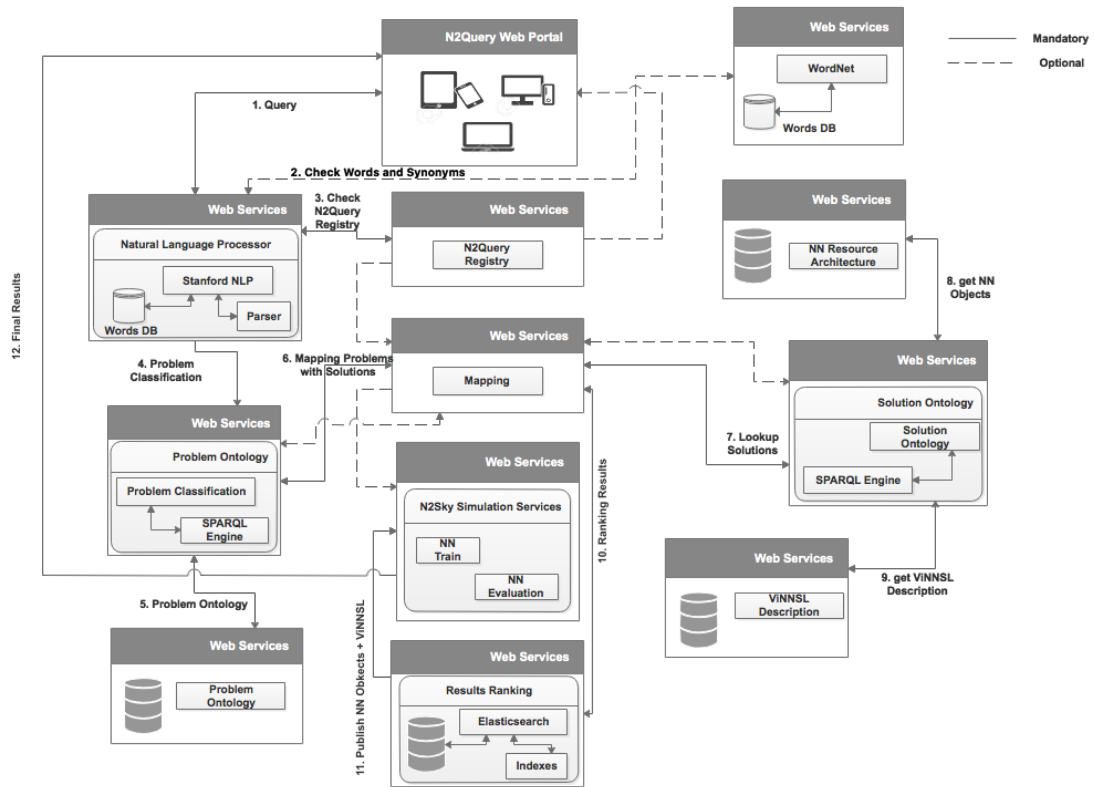 N2Query Web Portal
Web Services
WordNet
Words DB
Mandatory
Optional
1. Query
2. Check Words and Synonyms
3. Check
N2Query
Registry
Web Services
Natural Language Processor
Stanford NLP
Parser
Words DB
Web Services
N2Query
Registry
Web Services
NN Resource
Architecture
8. get NN
Objects
12. Final Results
4. Problem
Classification
6. Mapping Problems
with Solutions
Web Services
Mapping
Web Services
Solution Ontology
Solution
Ontology
SPARQL Engine
7. Lookup
Solutions
Web Services
Problem Ontology
Problem Classification
SPARQL
Engine
Web Services
N2Sky Simulation Services
NN
Train
NN
Evaluation
10. Ranking Results
Web Services
ViNNSL
Description
9. get ViNNSL
Description
5. Problem Ontology
Web Services
Problem
Ontology
11. Publish NN Obkects + ViNNSL
Web Services
Results Ranking
Elasticsearch
Indexes